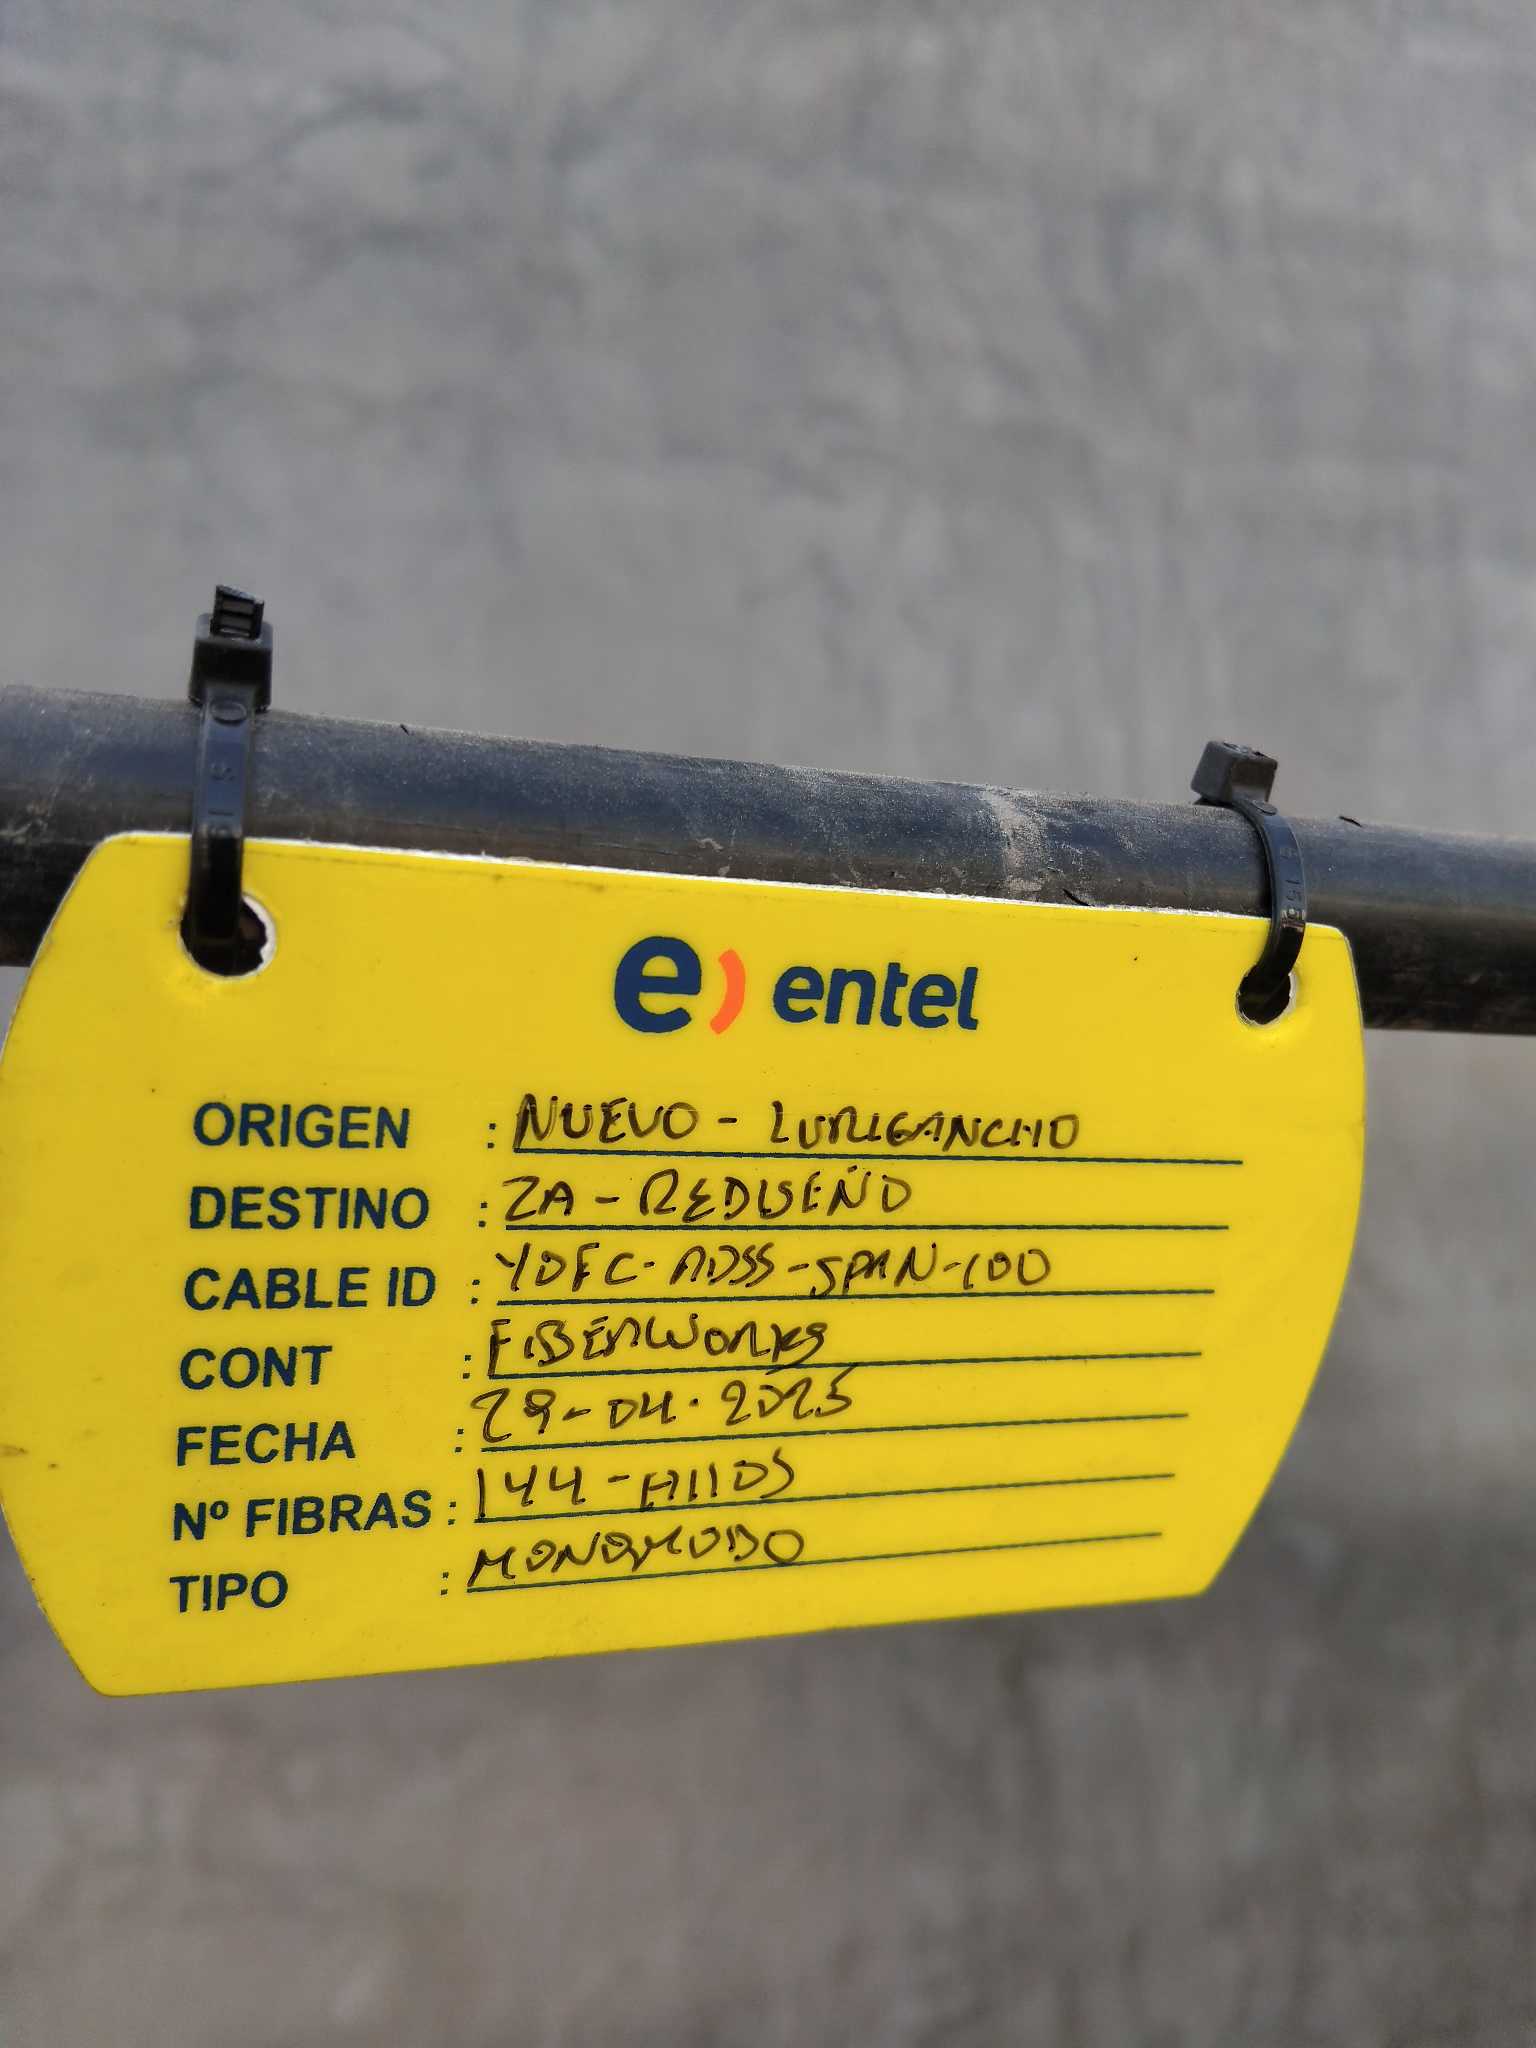 e) entel
ORIGEN : NUEVO - LURIGANCHO
DESTINO : ZA - REDISEÑO
CABLE ID : YOFC - ADSS - SPAN - 100
CONT : FIBERWORKS
FECHA : 29 - 04 - 2025
Nº FIBRAS : 144 - HILOS
TIPO : MONOMODO